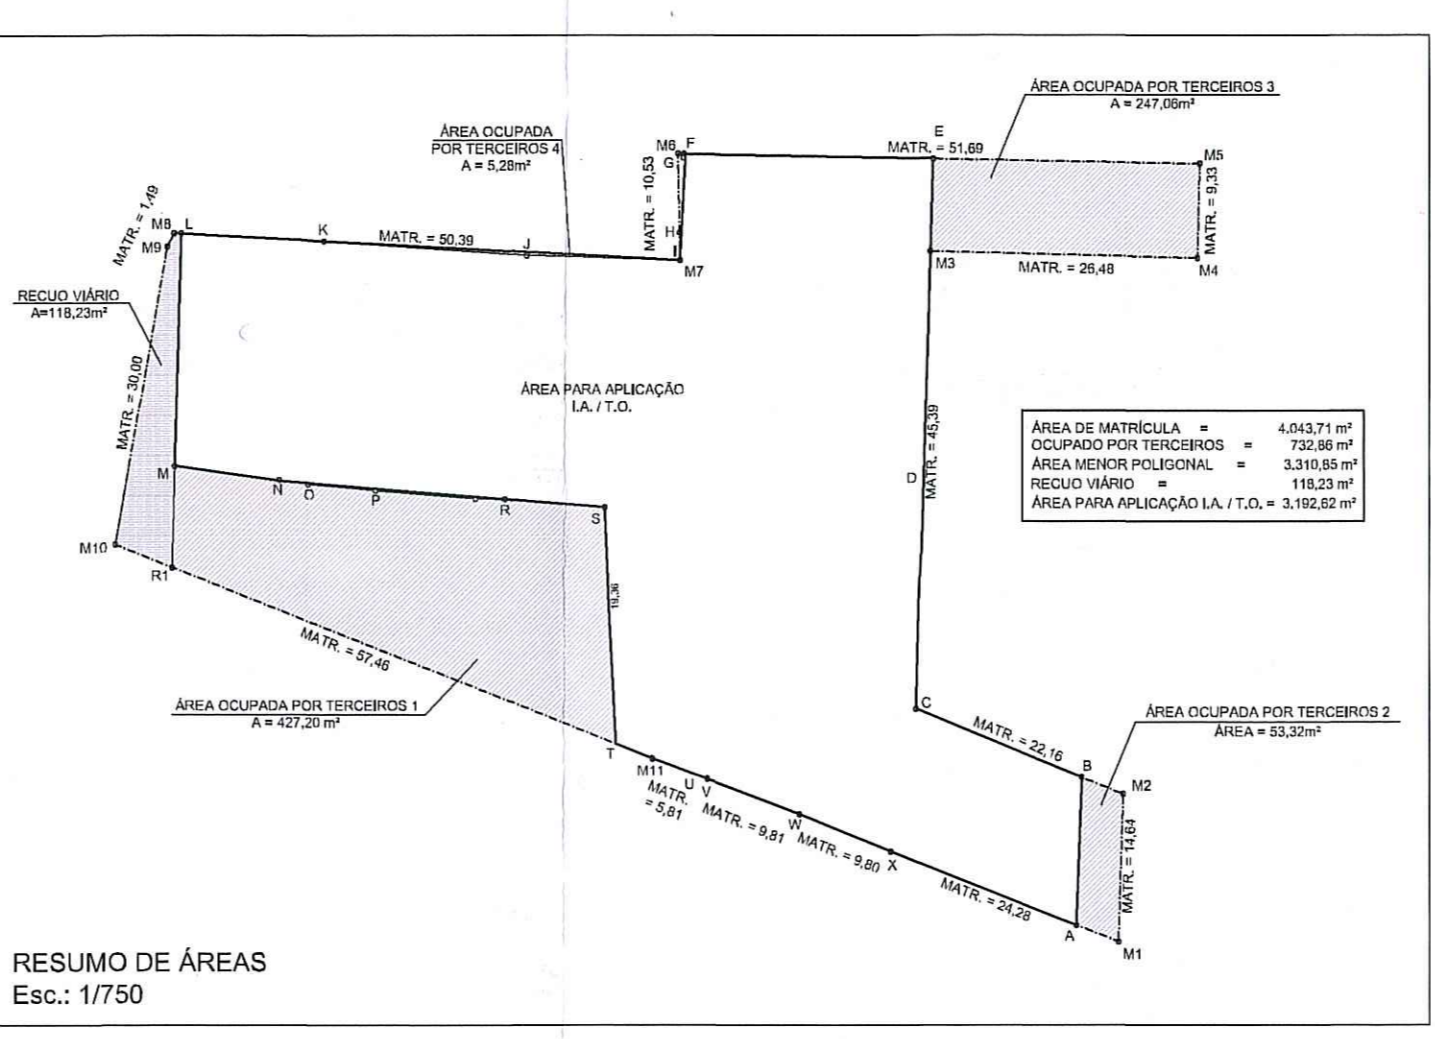 ÁREA OCUPADA POR TERCEIROS 3
A = 247,06m²
ÁREA OCUPADA
POR TERCEIROS 4
A = 5,28m²
M6
F
G
E
MATR. = 51,69
M5
MATR. = 10,53
MATR. = 9,33
MATR. = 1,49
M8
L
M9
K
MATR. = 50,39
J
H
I
M7
M3
MATR. = 26,48
M4
RECUO VIÁRIO
A=118,23m²
MATR. = 30,00
ÁREA PARA APLICAÇÃO
I.A. / T.O.
MATR. = 45,39
D
ÁREA DE MATRÍCULA = 4.043,71 m²
OCUPADO POR TERCEIROS = 732,86 m²
ÁREA MENOR POLIGONAL = 3.310,85 m²
RECUO VIÁRIO = 118,23 m²
ÁREA PARA APLICAÇÃO I.A. / T.O. = 3.192,62 m²
M
N
O
P
R
S
M10
R1
19,36
MATR. = 57,46
ÁREA OCUPADA POR TERCEIROS 1
A = 427,20 m²
C
MATR. = 22,16
ÁREA OCUPADA POR TERCEIROS 2
ÁREA = 53,32m²
T
M11
U
V
B
M2
MATR.
= 5,81
MATR. = 9,81
W
MATR. = 9,80
X
MATR. = 24,28
MATR. = 14,64
A
M1
RESUMO DE ÁREAS
Esc.: 1/750